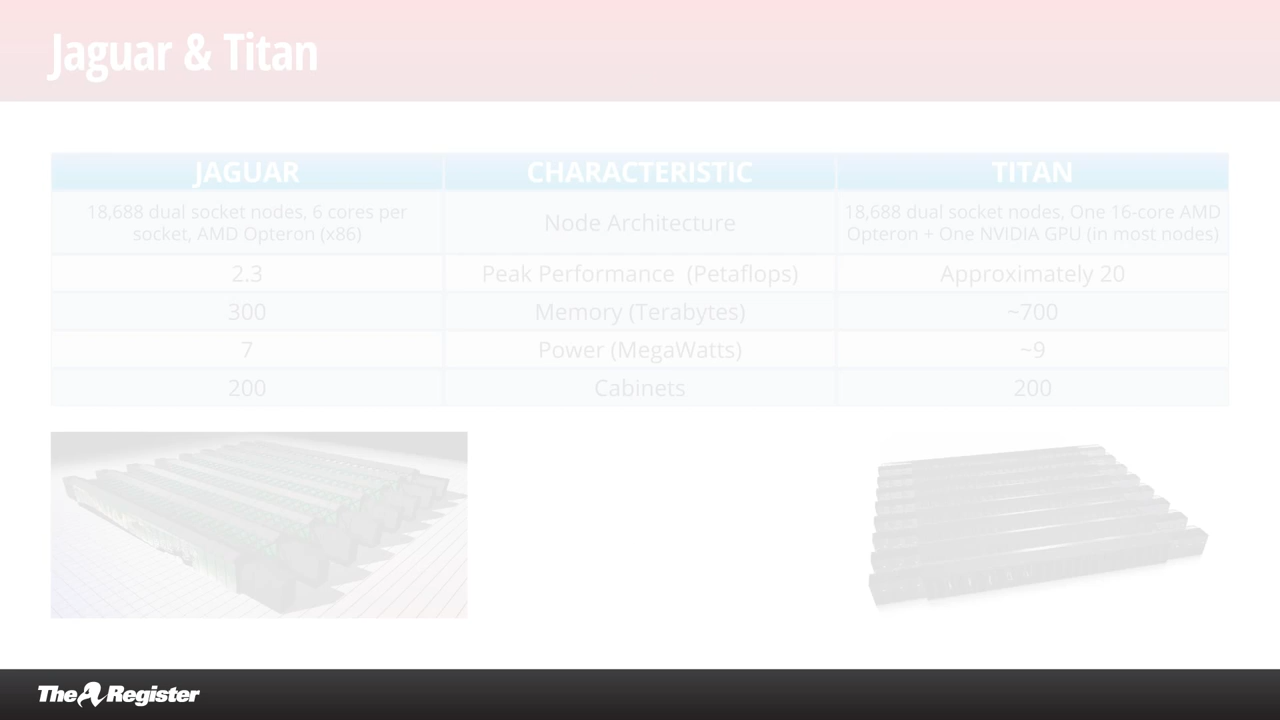 Jaguar & Titan
JAGUAR CHARACTERISTIC TITAN
18,688 dual socket nodes, 6 cores per
socket, AMD Opteron (x86)
Node Architecture
18,688 dual socket nodes, One 16-core AMD
Opteron + One NVIDIA GPU (in most nodes)
2.3 Peak Performance (Petaflops) Approximately 20
300 Memory (Terabytes) ~700
7 Power (MegaWatts) ~9
200 Cabinets 200
The Register